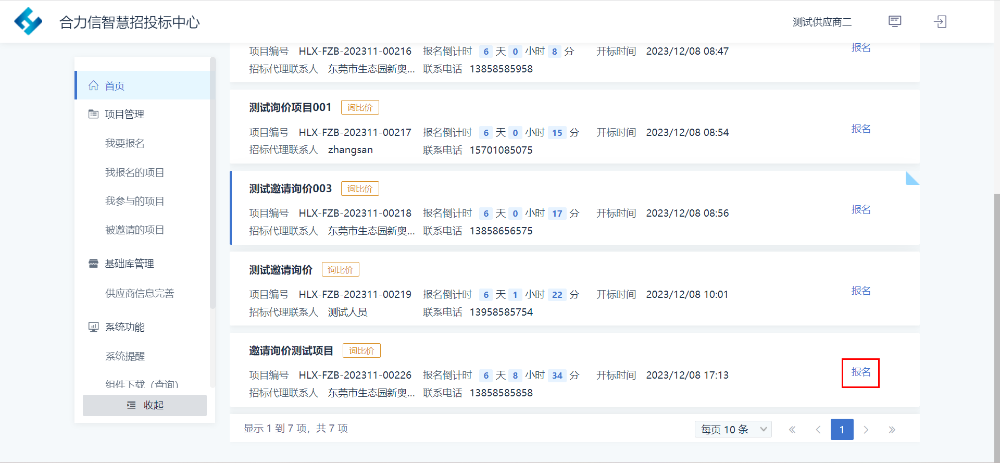 合力信智慧招投标中心
测试供应商二
首页
项目管理
我要报名
我报名的项目
我参与的项目
被邀请的项目
基础库管理
供应商信息完善
系统功能
系统提醒
组件下载（查询）
收起
项目编号 HLX-FZB-202311-00216 报名倒计时 6 天 0 小时 8 分 开标时间 2023/12/08 08:47 报名
招标代理联系人 东莞市生态园新奥... 联系电话 13858585958
测试询价项目001 询比价
项目编号 HLX-FZB-202311-00217 报名倒计时 6 天 0 小时 15 分 开标时间 2023/12/08 08:54 报名
招标代理联系人 zhangsan 联系电话 15701085075
测试邀请询价003 询比价
项目编号 HLX-FZB-202311-00218 报名倒计时 6 天 0 小时 17 分 开标时间 2023/12/08 08:56 报名
招标代理联系人 东莞市生态园新奥... 联系电话 13858656575
测试邀请询价 询比价
项目编号 HLX-FZB-202311-00219 报名倒计时 6 天 1 小时 22 分 开标时间 2023/12/08 10:01 报名
招标代理联系人 测试人员 联系电话 13958585754
邀请询价测试项目 询比价
项目编号 HLX-FZB-202311-00226 报名倒计时 6 天 8 小时 34 分 开标时间 2023/12/08 17:13 报名
招标代理联系人 东莞市生态园新奥... 联系电话 13858585858
显示 1 到 7 项，共 7 项 每页 10 条 « ‹ 1 › »